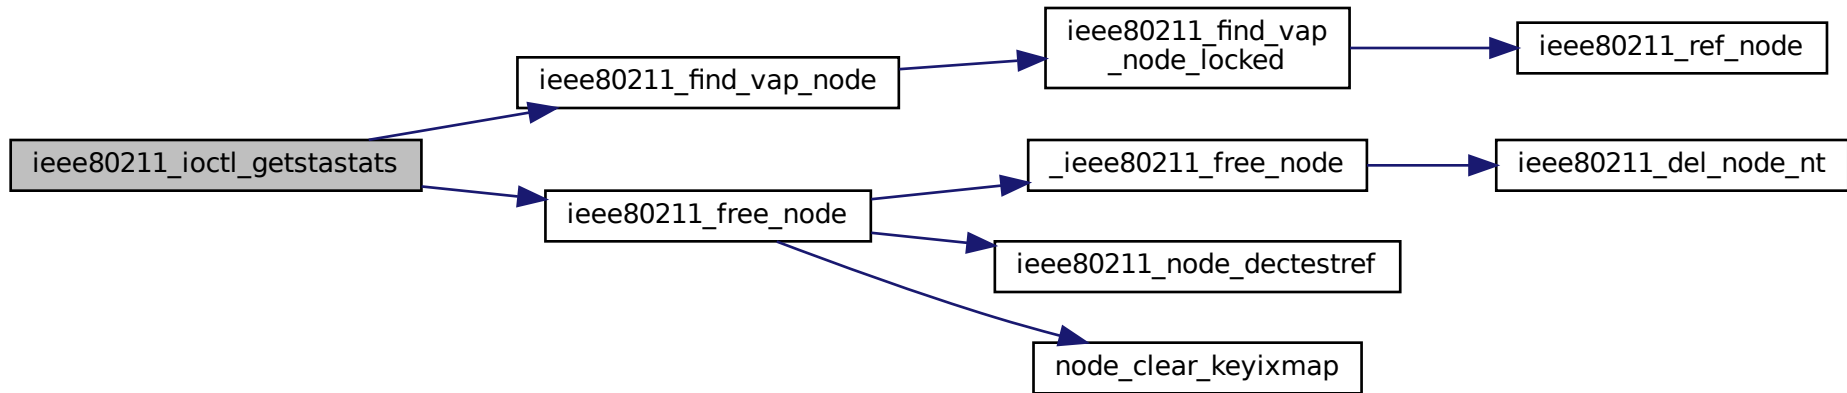 ieee80211_ioctl_getstastats
ieee80211_find_vap_node
ieee80211_find_vap
_node_locked
ieee80211_ref_node
ieee80211_free_node
_ieee80211_free_node
ieee80211_del_node_nt
ieee80211_node_dectestref
node_clear_keyixmap